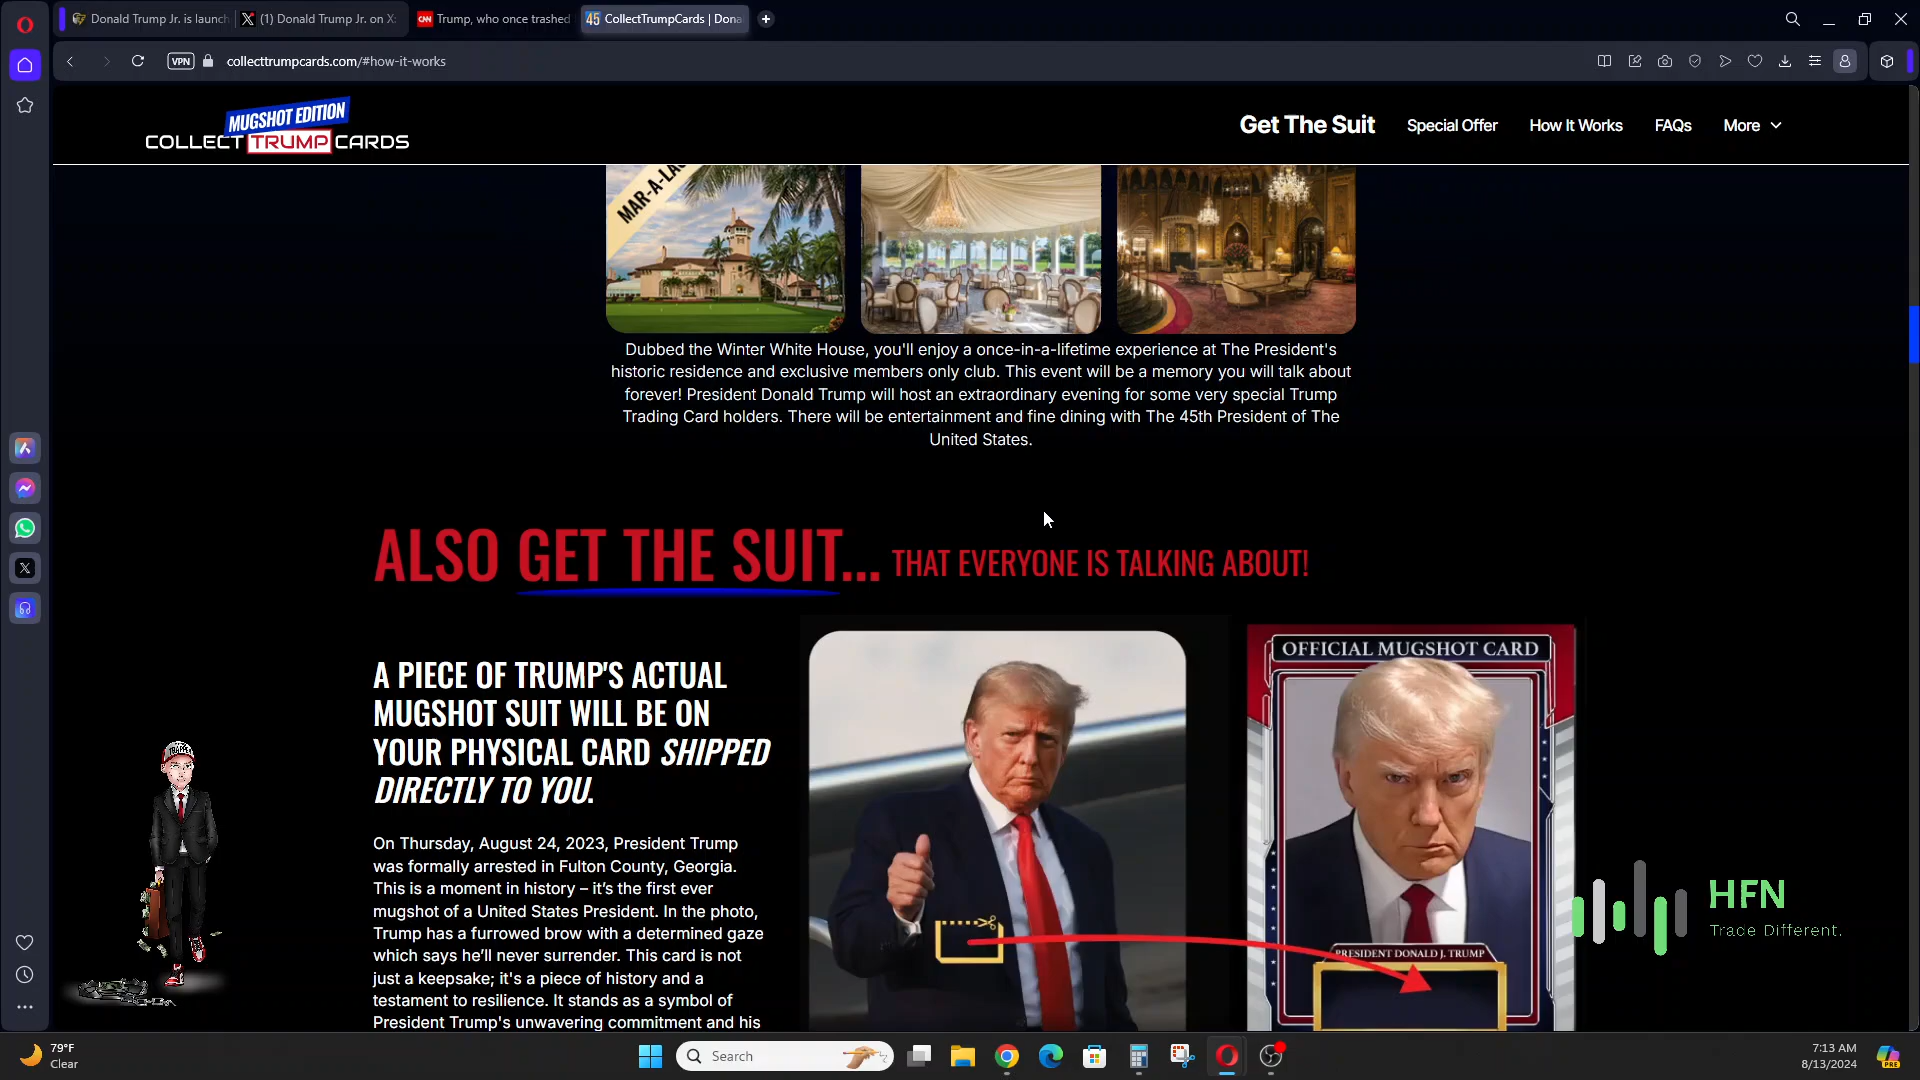 Donald Trump Jr. is launch
(1) Donald Trump Jr. on X:
CNN Trump, who once trashed
45 CollectTrumpCards | Dona
VPN collecttrumpcards.com/#how-it-works
MUGSHOT EDITION
COLLECT TRUMP CARDS
Get The Suit Special Offer How It Works FAQs More
MAR-A-LAG
Dubbed the Winter White House, you'll enjoy a once-in-a-lifetime experience at The President's
historic residence and exclusive members only club. This event will be a memory you will talk about
forever! President Donald Trump will host an extraordinary evening for some very special Trump
Trading Card holders. There will be entertainment and fine dining with The 45th President of The
United States.
ALSO GET THE SUIT... THAT EVERYONE IS TALKING ABOUT!
A PIECE OF TRUMP'S ACTUAL
MUGSHOT SUIT WILL BE ON
YOUR PHYSICAL CARD SHIPPED
DIRECTLY TO YOU.
On Thursday, August 24, 2023, President Trump
was formally arrested in Fulton County, Georgia.
This is a moment in history – it's the first ever
mugshot of a United States President. In the photo,
Trump has a furrowed brow with a determined gaze
which says he'll never surrender. This card is not
just a keepsake; it's a piece of history and a
testament to resilience. It stands as a symbol of
President Trump's unwavering commitment and his
OFFICIAL MUGSHOT CARD
PRESIDENT DONALD J. TRUMP
HFN
Trade Different.
79°F
Clear
Search
7:13 AM
8/13/2024
PRE